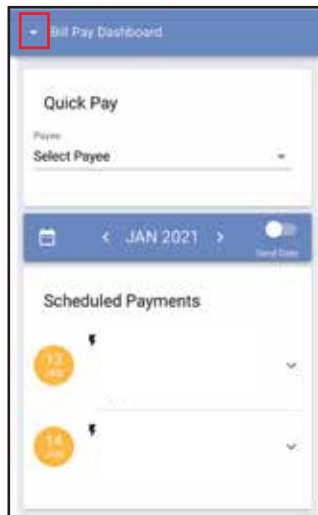 Bill Pay Dashboard
Quick Pay
Payee
Select Payee
JAN 2021
Send Date
Scheduled Payments
13
JAN
14
JAN